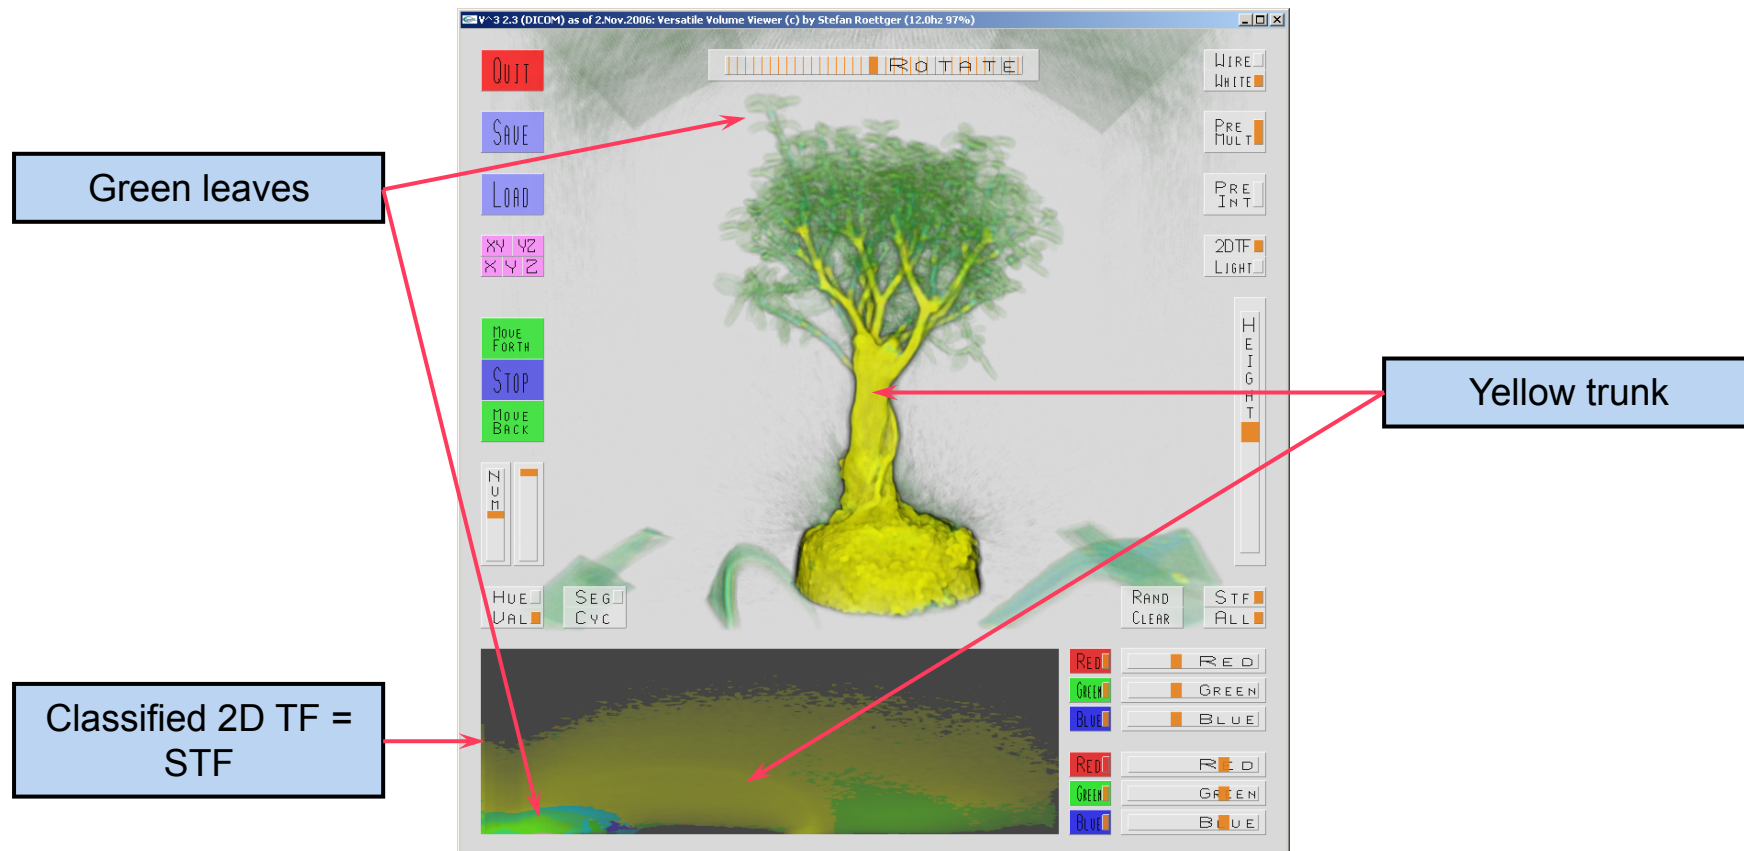 V^3 2.3 (DICOM) as of 2.Nov.2006: Versatile Volume Viewer (c) by Stefan Roettger (12.0hz 97%)
QUIT
ROTATE
WIRE
WHITE
SAVE
PRE
MULT
Green leaves
LOAD
PRE
INT
XY YZ
X Y Z
2DTF
LIGHT
MOVE
FORTH
STOP
MOVE
BACK
HEIGHT
Yellow trunk
NUM
HUE
VAL
SEG
CYC
RAND
CLEAR
STF
ALL
Classified 2D TF =
STF
RED RED
GREEN GREEN
BLUE BLUE
RED RED
GREEN GREEN
BLUE BLUE